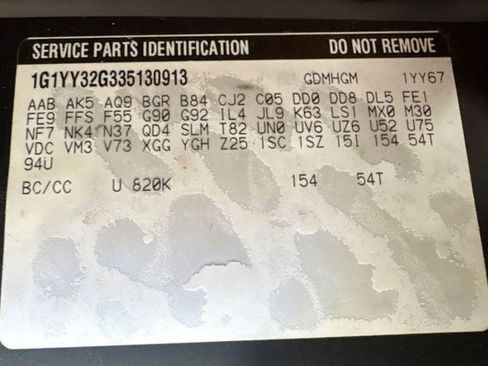 SERVICE PARTS IDENTIFICATION DO NOT REMOVE
1G1YY32G335130913 GDMHGM 1YY67
AAB AK5 AQ9 BGR B84 CJ2 C05 DD0 DD8 DL5 FE1
FE9 FFS F55 G90 G92 IL4 JL9 K63 LS1 MX0 M30
NF7 NK4 N37 QD4 SLM T82 UN0 UV6 UZ6 U52 U75
VDC VM3 V73 XGG YGH Z25 1SC 1SZ 15I 154 54T
94U
BC/CC U 820K 154 54T